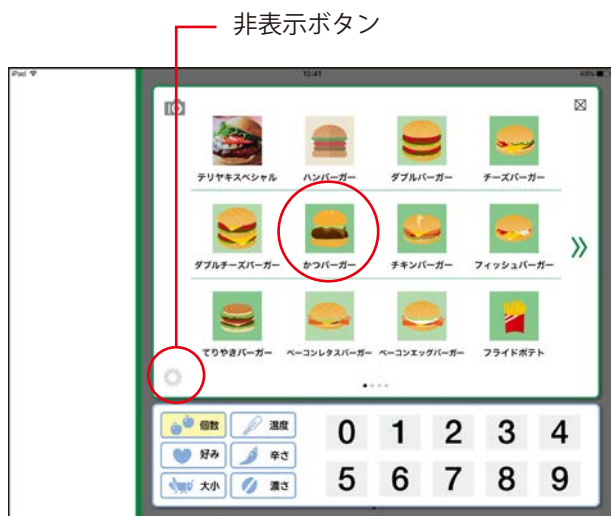 非表示ボタン
iPad 12:41 48%
テリヤキスペシャル ハンバーガー ダブルバーガー チーズバーガー
ダブルチーズバーガー かつバーガー チキンバーガー フィッシュバーガー
てりやきバーガー ベーコンレタスバーガー ベーコンエッグバーガー フライドポテト
個数 温度 0 1 2 3 4
好み 辛さ
大小 濃さ 5 6 7 8 9